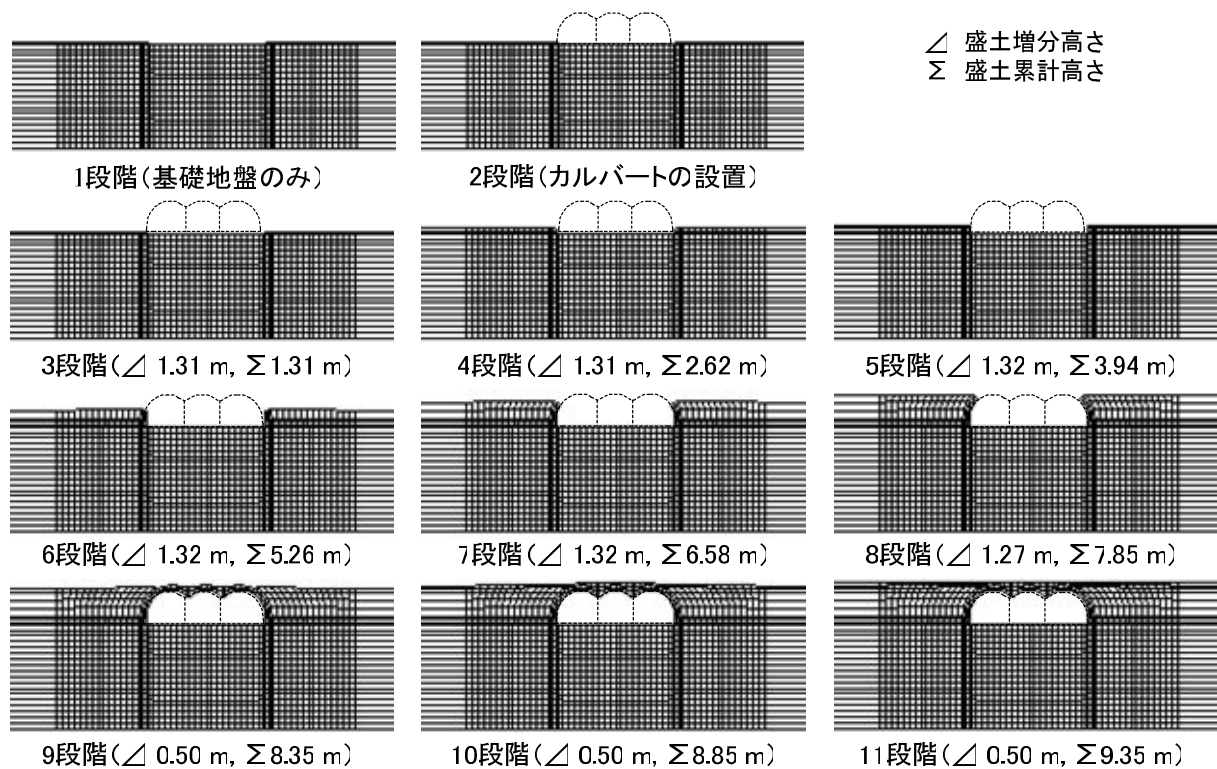 ⊿ 盛土増分高さ
Σ 盛土累計高さ
1段階(基礎地盤のみ)
2段階(カルバートの設置)
3段階(⊿ 1.31 m, Σ1.31 m)
4段階(⊿ 1.31 m, Σ2.62 m)
5段階(⊿ 1.32 m, Σ3.94 m)
6段階(⊿ 1.32 m, Σ5.26 m)
7段階(⊿ 1.32 m, Σ6.58 m)
8段階(⊿ 1.27 m, Σ7.85 m)
9段階(⊿ 0.50 m, Σ8.35 m)
10段階(⊿ 0.50 m, Σ8.85 m)
11段階(⊿ 0.50 m, Σ9.35 m)